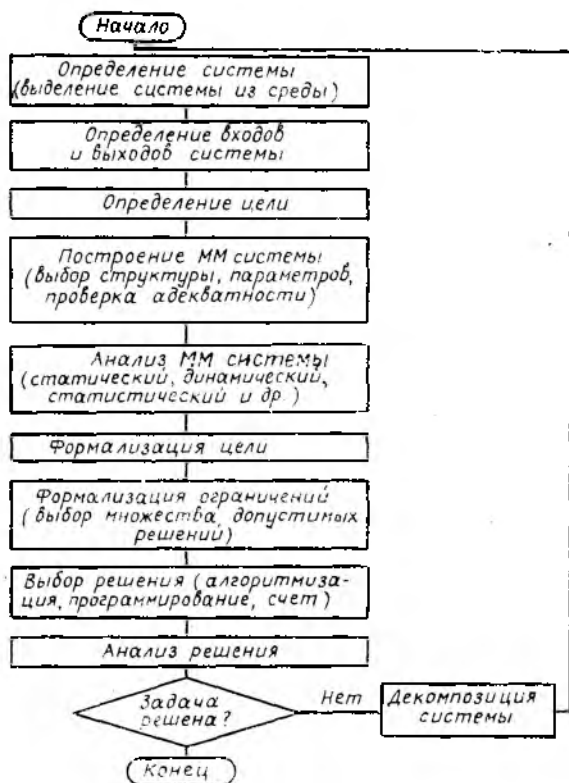 Начало
Определение системы
(выделение системы из среды)
Определение входов
и выходов системы
Определение цели
Построение ММ системы
(выбор структуры, параметров,
проверка адекватности)
Анализ ММ системы
(статический, динамический,
статистический и др.)
Формализация цели
Формализация ограничений
(выбор множества допустимых
решений)
Выбор решения (алгоритмиза-
ция, программирование, счет)
Анализ решения
Задача
решена?
Нет
Декомпозиция
системы
Конец